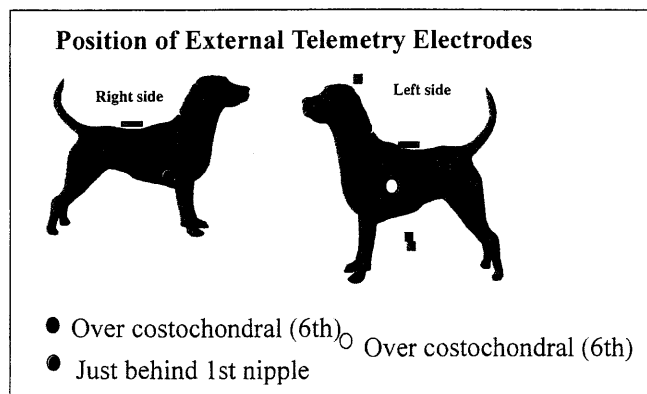 Position of External Telemetry Electrodes
Right side
Left side
Over costochondral (6th)
Over costochondral (6th)
Just behind 1st nipple